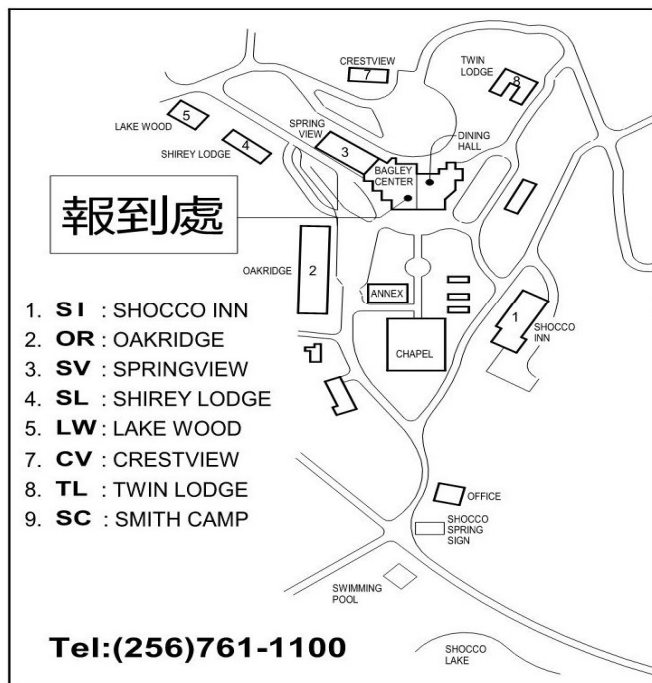 CRESTVIEW
7
TWIN
LODGE
8
5
LAKE WOOD
4
SHIREY LODGE
SPRING
VIEW
3
DINING
HALL
BAGLEY
CENTER
報到處
OAKRIDGE
2
ANNEX
CHAPEL
1
SHOCCO
INN
1. SI : SHOCCO INN
2. OR : OAKRIDGE
3. SV : SPRINGVIEW
4. SL : SHIREY LODGE
5. LW : LAKE WOOD
7. CV : CRESTVIEW
8. TL : TWIN LODGE
9. SC : SMITH CAMP
OFFICE
SHOCCO
SPRING
SIGN
SWIMMING
POOL
Tel:(256)761-1100
SHOCCO
LAKE